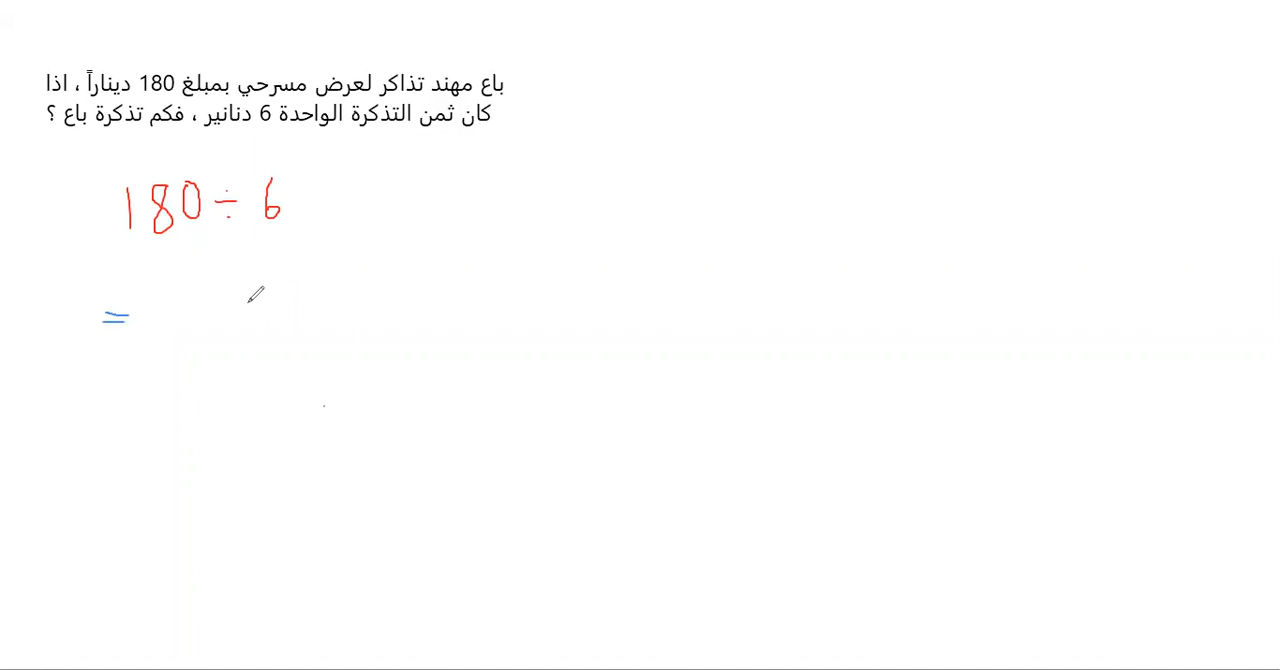 باع مهند تذاكر لعرض مسرحي بمبلغ 180 ديناراً ، اذا
كان ثمن التذكرة الواحدة 6 دنانير ، فكم تذكرة باع ؟
180 ÷ 6
=